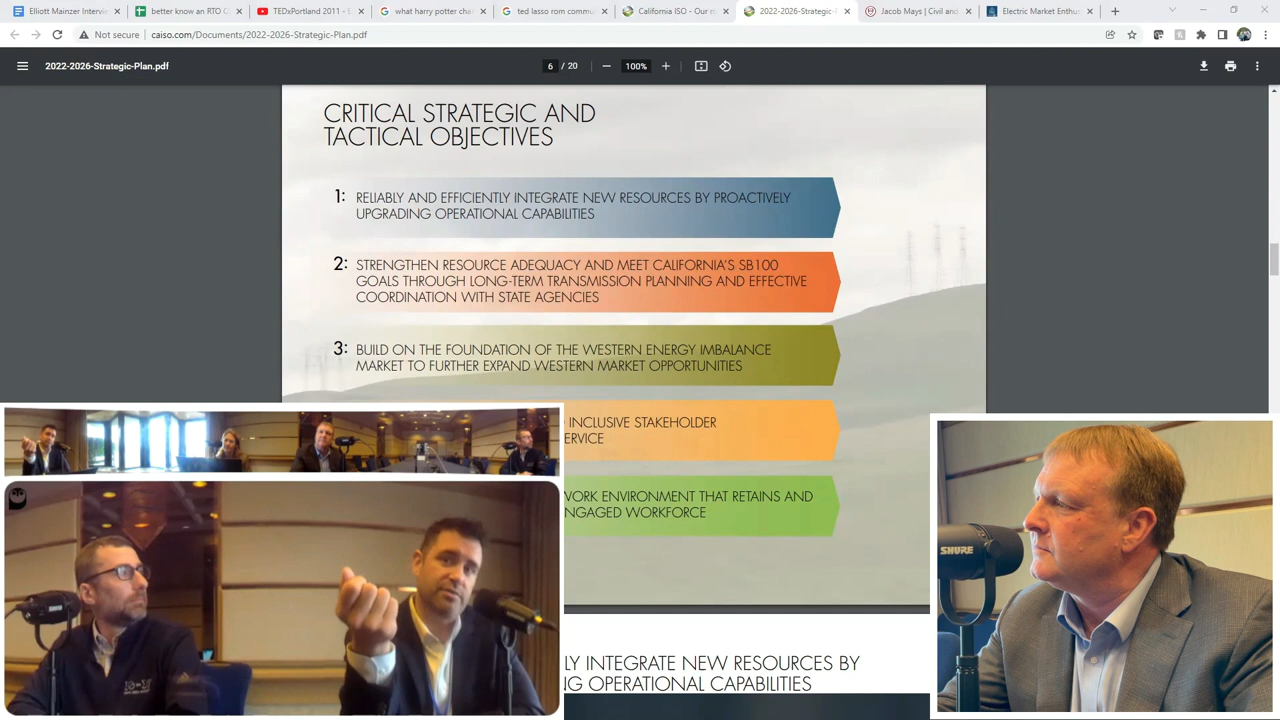 Elliott Mainzer Interview
better know an RTO C
TEDxPortland 2011 - E
what harry potter char
ted lasso rom commu
California ISO - Our m
2022-2026-Strategic-
Jacob Mays | Civil and
Electric Market Enthus
Not secure | caiso.com/Documents/2022-2026-Strategic-Plan.pdf
2022-2026-Strategic-Plan.pdf
6 / 20
100%
CRITICAL STRATEGIC AND
TACTICAL OBJECTIVES
1: RELIABLY AND EFFICIENTLY INTEGRATE NEW RESOURCES BY PROACTIVELY
UPGRADING OPERATIONAL CAPABILITIES
2: STRENGTHEN RESOURCE ADEQUACY AND MEET CALIFORNIA'S SB100
GOALS THROUGH LONG-TERM TRANSMISSION PLANNING AND EFFECTIVE
COORDINATION WITH STATE AGENCIES
3: BUILD ON THE FOUNDATION OF THE WESTERN ENERGY IMBALANCE
MARKET TO FURTHER EXPAND WESTERN MARKET OPPORTUNITIES
INCLUSIVE STAKEHOLDER
ERVICE
WORK ENVIRONMENT THAT RETAINS AND
NGAGED WORKFORCE
LY INTEGRATE NEW RESOURCES BY
NG OPERATIONAL CAPABILITIES
SHURE